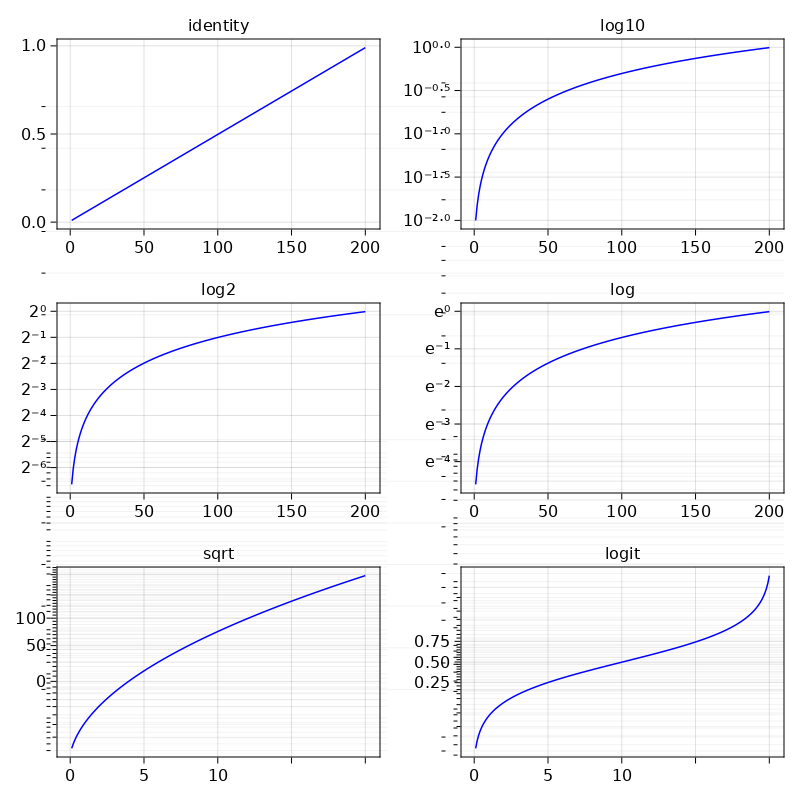 identity
1.0
0.5
0.0
0 50 100 150 200
log10
10⁰·⁰
10⁻⁰·⁵
10⁻¹·⁰
10⁻¹·⁵
10⁻²·⁰
0 50 100 150 200
log2
2⁰
2⁻¹
2⁻²
2⁻³
2⁻⁴
2⁻⁵
2⁻⁶
0 50 100 150 200
log
e⁰
e⁻¹
e⁻²
e⁻³
e⁻⁴
0 50 100 150 200
sqrt
100
50
0
0 5 10
logit
0.75
0.50
0.25
0 5 10